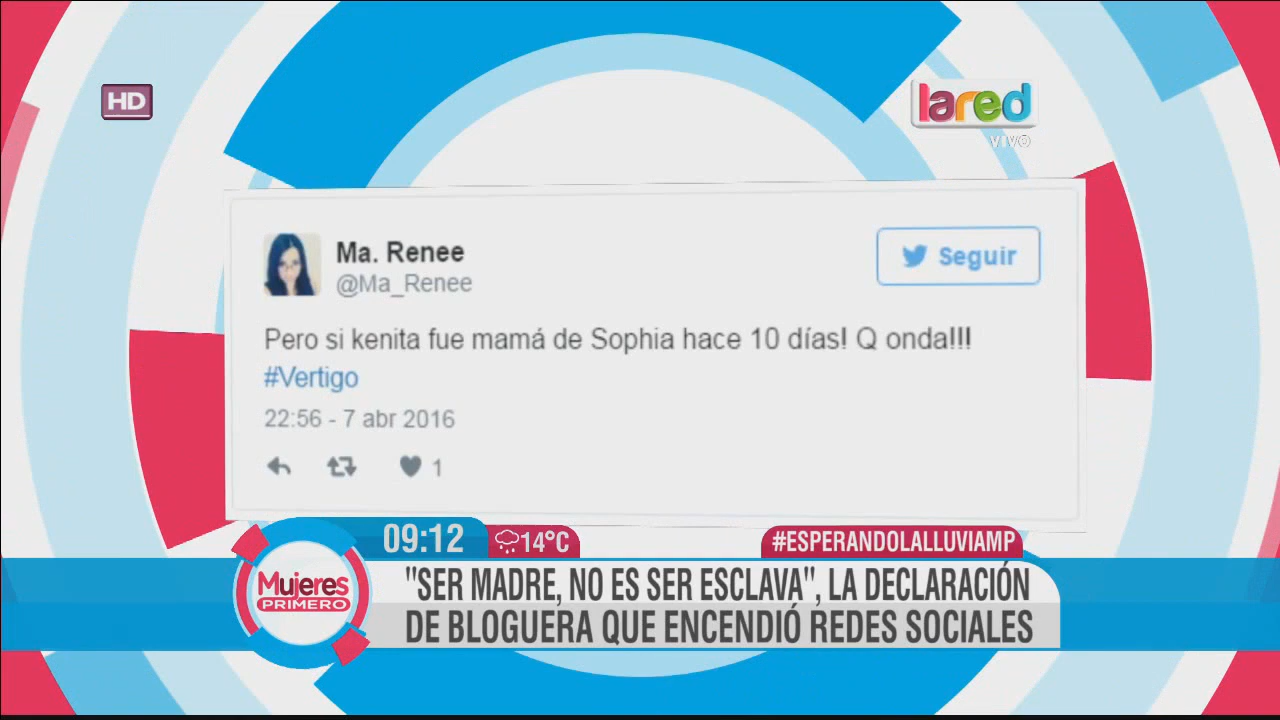 HD
lared
VIVO
Ma. Renee
@Ma_Renee
Seguir
Pero si kenita fue mamá de Sophia hace 10 días! Q onda!!!
#Vertigo
22:56 - 7 abr 2016
1
09:12
14°C
#ESPERANDOLALLUVIAMP
Mujeres
PRIMERO
"SER MADRE, NO ES SER ESCLAVA", LA DECLARACIÓN
DE BLOGUERA QUE ENCENDIÓ REDES SOCIALES